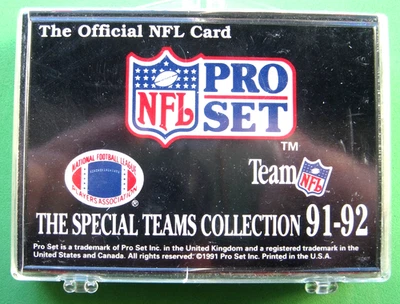 The Official NFL Card
PRO
NFL
SET
TM
NATIONAL FOOTBALL LEAGUE
PLAYERS ASSOCIATION
®
Team NFL
THE SPECIAL TEAMS COLLECTION 91-92
Pro Set is a trademark of Pro Set Inc. in the United Kingdom and a registered trademark in the
United States and Canada. All rights reserved. ©1991 Pro Set Inc. Printed in the U.S.A.